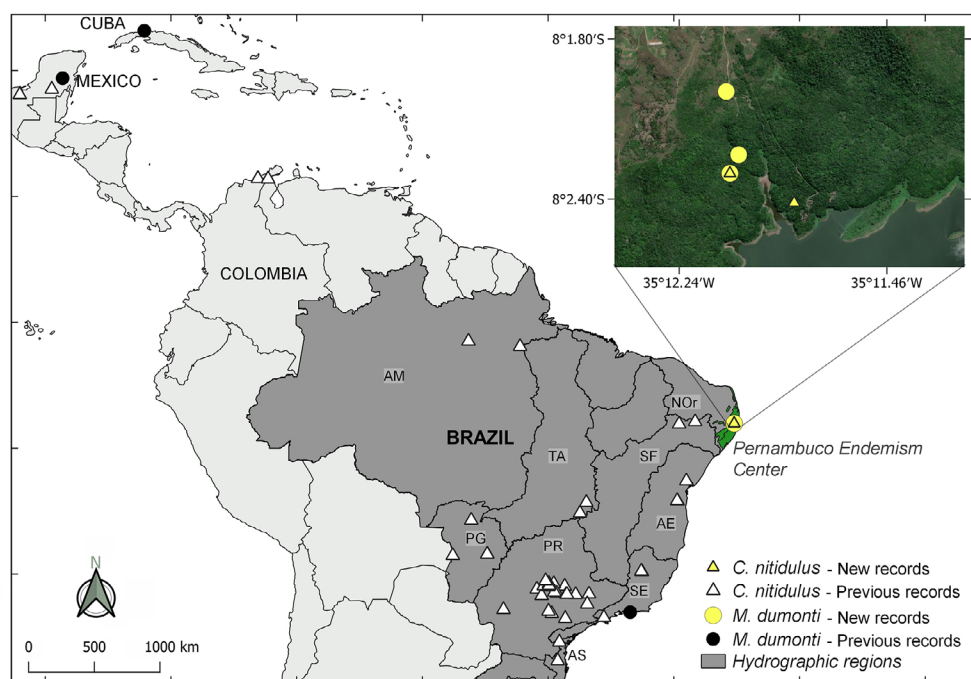 CUBA
MEXICO
8°1.80′S
8°2.40′S
35°12.24′W
35°11.46′W
COLOMBIA
AM
BRAZIL
NOr
TA
SF
Pernambuco Endemism
Center
AE
PG
PR
SE
AS
N
0 500 1000 km
C. nitidulus - New records
C. nitidulus - Previous records
M. dumonti - New records
M. dumonti - Previous records
Hydrographic regions